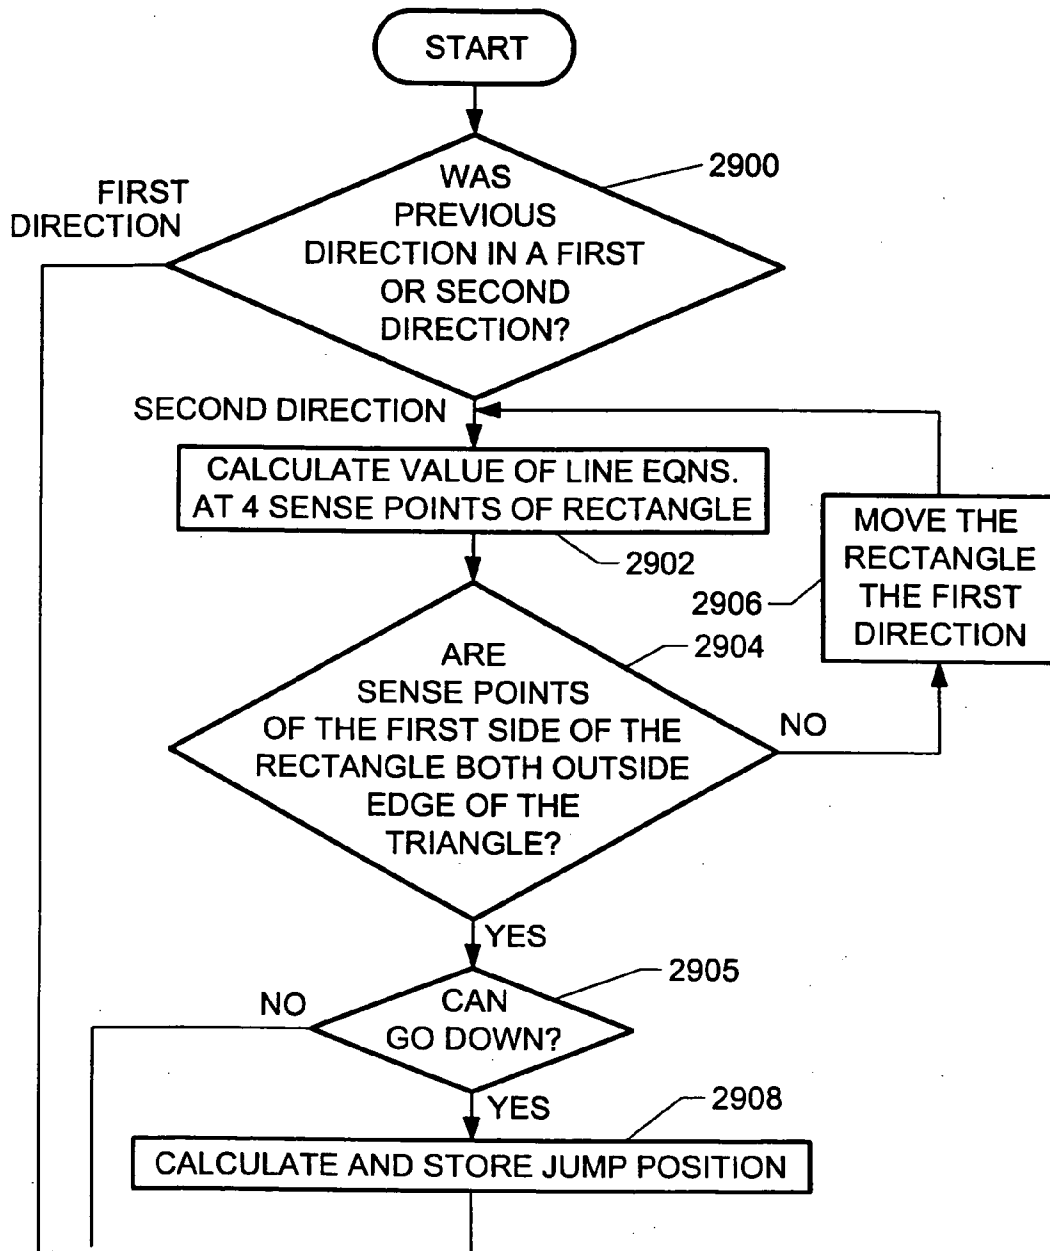 START
2900
WAS
PREVIOUS
DIRECTION IN A FIRST
OR SECOND
DIRECTION?
FIRST
DIRECTION
SECOND DIRECTION
CALCULATE VALUE OF LINE EQNS.
AT 4 SENSE POINTS OF RECTANGLE
2902
MOVE THE
RECTANGLE
THE FIRST
DIRECTION
2906
2904
ARE
SENSE POINTS
OF THE FIRST SIDE OF THE
RECTANGLE BOTH OUTSIDE
EDGE OF THE
TRIANGLE?
NO
YES
2905
CAN
GO DOWN?
NO
YES
2908
CALCULATE AND STORE JUMP POSITION